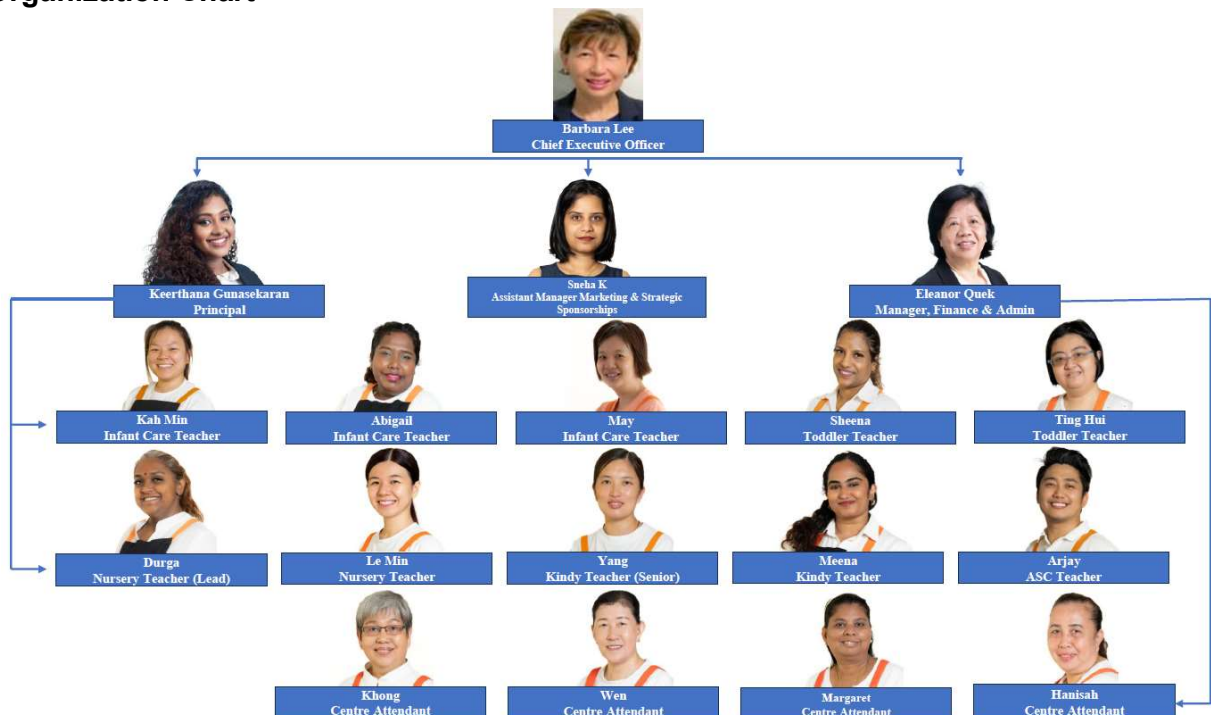 Organization Chart
Barbara Lee
Chief Executive Officer
Keerthana Gunasekaran
Principal
Sneha K
Assistant Manager Marketing & Strategic
Sponsorships
Eleanor Quek
Manager, Finance & Admin
Kah Min
Infant Care Teacher
Abigail
Infant Care Teacher
May
Infant Care Teacher
Sheena
Toddler Teacher
Ting Hui
Toddler Teacher
Durga
Nursery Teacher (Lead)
Le Min
Nursery Teacher
Yang
Kindy Teacher (Senior)
Meena
Kindy Teacher
Arjay
ASC Teacher
Khong
Centre Attendant
Wen
Centre Attendant
Margaret
Centre Attendant
Hanisah
Centre Attendant